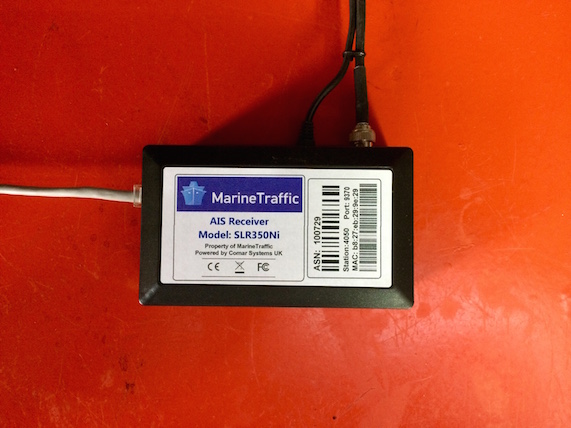 MarineTraffic
AIS Receiver
Model: SLR350Ni
Property of MarineTraffic
Powered by Comar Systems UK
CE FC
ASN: 100729
Station:4050 Port: 9370
MAC: b8:27:eb:29:9e:29